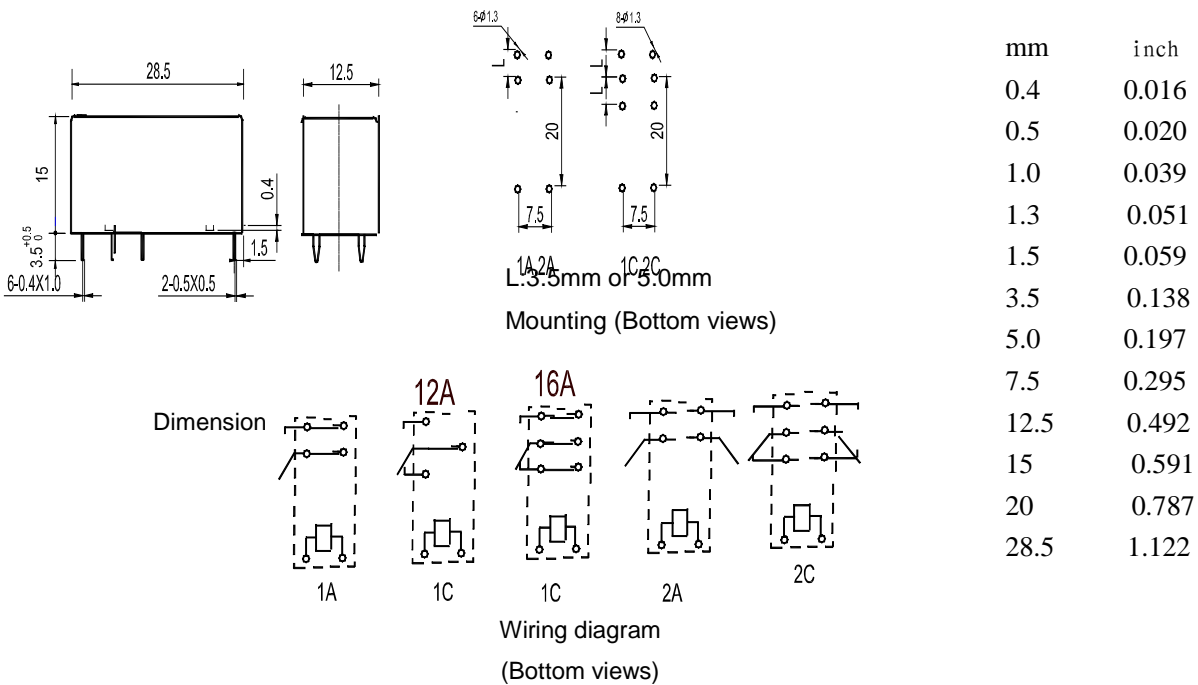 6-ø1.3
8-ø1.3
L
L
L
28.5
12.5
15
0.4
3.5 +0.5 0
1.5
6-0.4X1.0
2-0.5X0.5
20
20
7.5
7.5
1A,2A
1C,2C
L:3.5mm or 5.0mm
Mounting (Bottom views)
mm inch
0.4 0.016
0.5 0.020
1.0 0.039
1.3 0.051
1.5 0.059
3.5 0.138
5.0 0.197
7.5 0.295
12.5 0.492
15 0.591
20 0.787
28.5 1.122
Dimension
12A
16A
1A
1C
1C
2A
2C
Wiring diagram
(Bottom views)